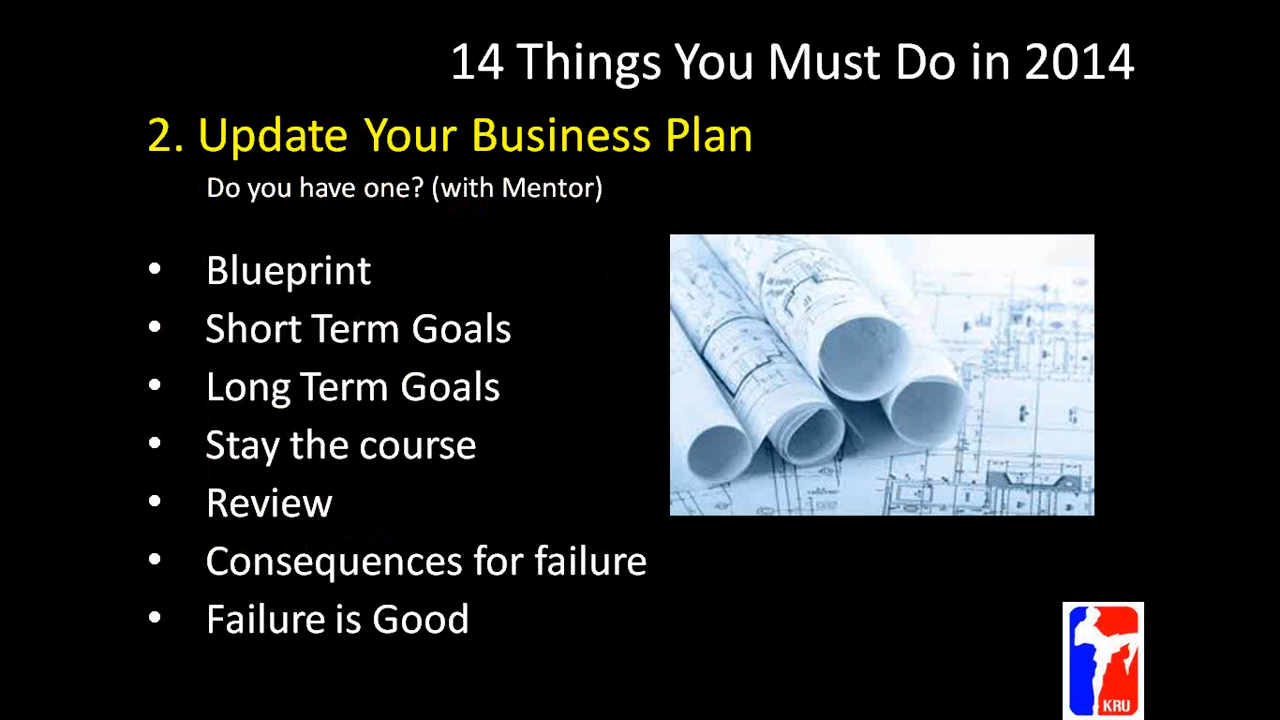 14 Things You Must Do in 2014
2. Update Your Business Plan
Do you have one? (with Mentor)
• Blueprint
• Short Term Goals
• Long Term Goals
• Stay the course
• Review
• Consequences for failure
• Failure is Good
KRU